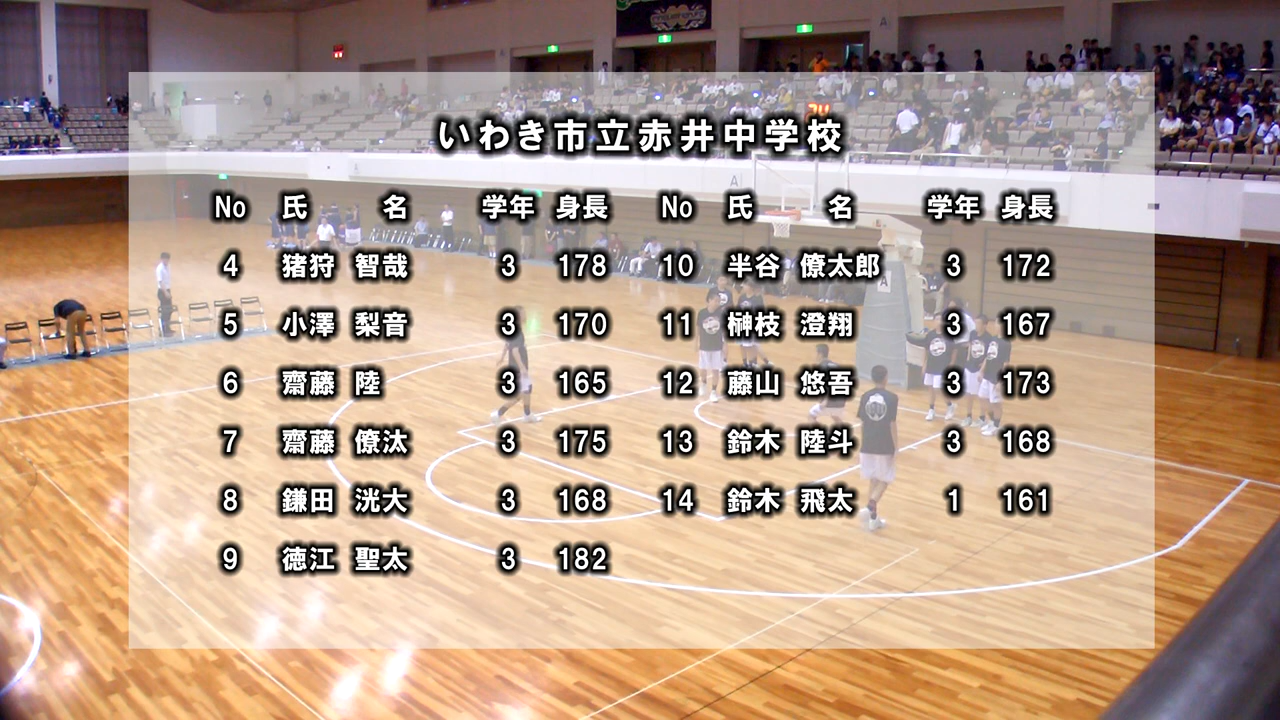 いわき市立赤井中学校
No 氏 名 学年 身長 No 氏 名 学年 身長
4 猪狩 智哉 3 178 10 半谷 僚太郎 3 172
5 小澤 梨音 3 170 11 榊枝 澄翔 3 167
6 齋藤 陸 3 165 12 藤山 悠吾 3 173
7 齋藤 僚汰 3 175 13 鈴木 陸斗 3 168
8 鎌田 洸大 3 168 14 鈴木 飛太 1 161
9 徳江 聖太 3 182